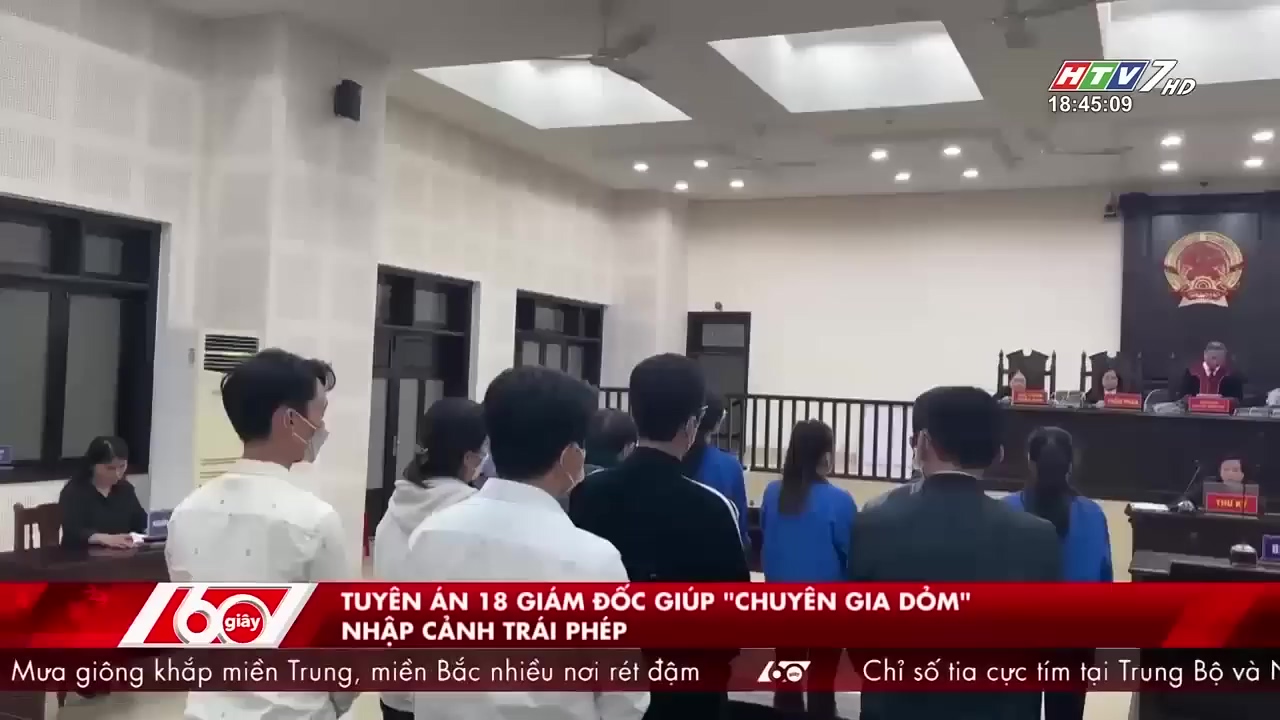 HTV7 HD
18:45:09
THƯ KÝ
60 giây
TUYÊN ÁN 18 GIÁM ĐỐC GIÚP "CHUYÊN GIA DỎM"
NHẬP CẢNH TRÁI PHÉP
Mưa giông khắp miền Trung, miền Bắc nhiều nơi rét đậm
60
Chỉ số tia cực tím tại Trung Bộ và N